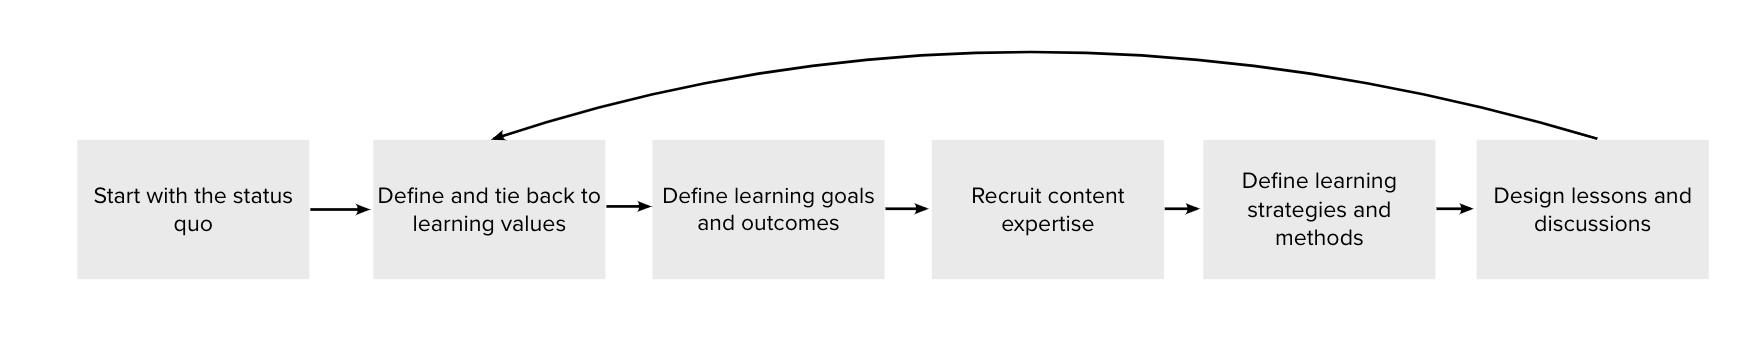 Start with the status
quo
Define and tie back to
learning values
Define learning goals
and outcomes
Recruit content
expertise
Define learning
strategies and
methods
Design lessons and
discussions